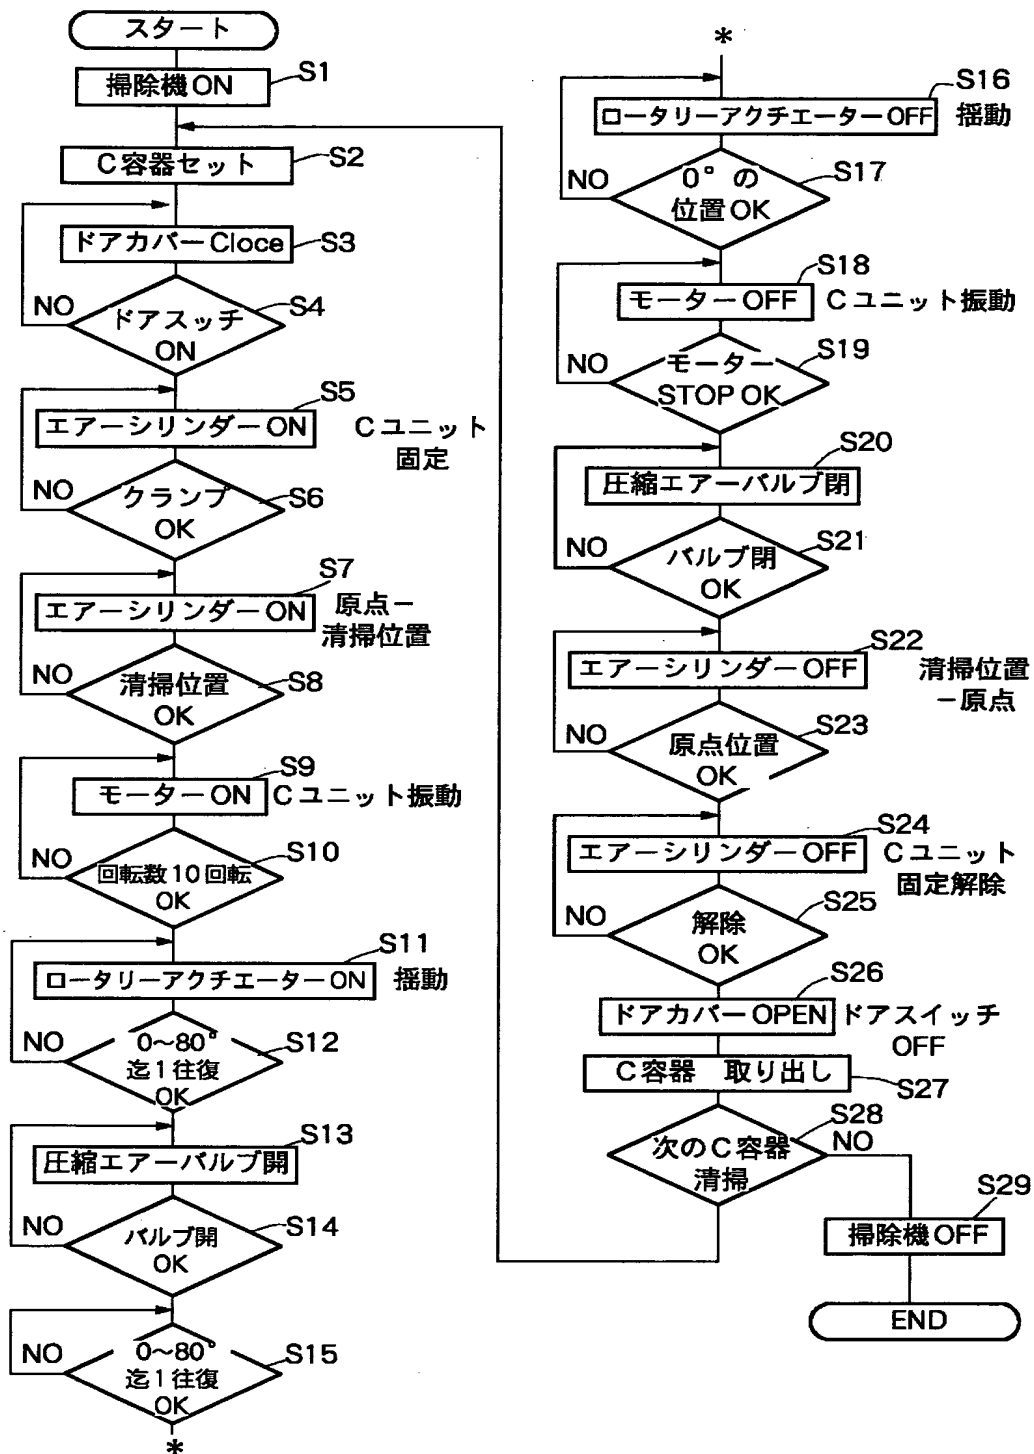 スタート
掃除機ON
S1
C容器セット
S2
ドアカバーCloce
S3
NO
ドアスッチ
ON
S4
エアーシリンダーON
S5
Cユニット
固定
NO
クランプ
OK
S6
エアーシリンダーON
S7
原点−
清掃位置
NO
清掃位置
OK
S8
モーターON
S9
Cユニット振動
NO
回転数10回転
OK
S10
ロータリーアクチエーターON
S11
揺動
NO
0〜80°
迄1往復
OK
S12
圧縮エアーバルブ開
S13
NO
バルブ開
OK
S14
NO
0〜80°
迄1往復
OK
S15
*
*
ロータリーアクチエーターOFF
S16
揺動
NO
0°の
位置OK
S17
モーターOFF
S18
Cユニット振動
NO
モーター
STOP OK
S19
圧縮エアーバルブ閉
S20
NO
バルブ閉
OK
S21
エアーシリンダーOFF
S22
清掃位置
−原点
NO
原点位置
OK
S23
エアーシリンダーOFF
S24
Cユニット
固定解除
NO
解除
OK
S25
ドアカバーOPEN
S26
ドアスイッチ
OFF
C容器 取り出し
S27
次のC容器
清掃
S28
NO
掃除機OFF
S29
END